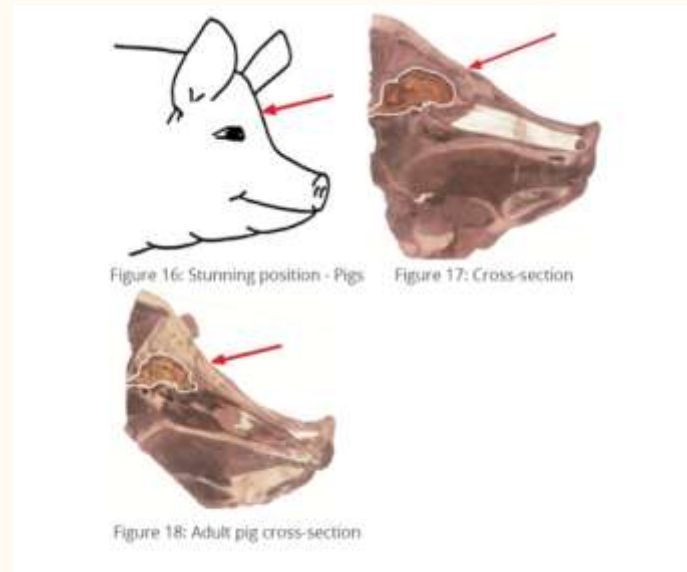 Figure 16: Stunning position - Pigs
Figure 17: Cross-section
Figure 18: Adult pig cross-section